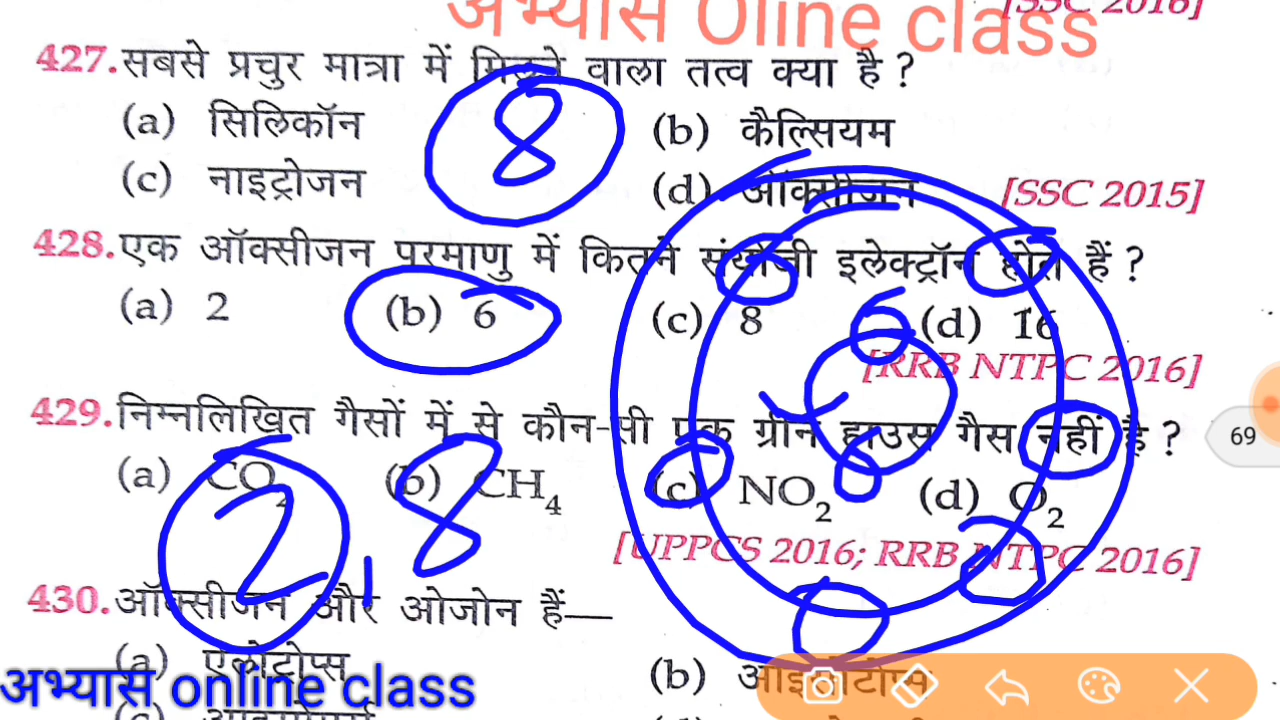 [SSC 2016]
अभ्यास Oline class
427. सबसे प्रचुर मात्रा में मिलने वाला तत्व क्या है ?
(a) सिलिकॉन (b) कैल्सियम
8
(c) नाइट्रोजन (d) ऑक्सीजन [SSC 2015]
428. एक ऑक्सीजन परमाणु में कितने संयोजी इलेक्ट्रॉन होते हैं ?
(a) 2 (b) 6 (c) 8 (d) 16
[RRB NTPC 2016]
429. निम्नलिखित गैसों में से कौन-सी एक ग्रीन हाउस गैस नहीं है ?
69
(a) CO2 (b) CH4 (c) NO2 (d) O2
2, 8
[UPPCS 2016; RRB NTPC 2016]
430. ऑक्सीजन और ओजोन हैं—
(a) एलोट्रोप्स (b) आइसोटोप्स
अभ्यास online class